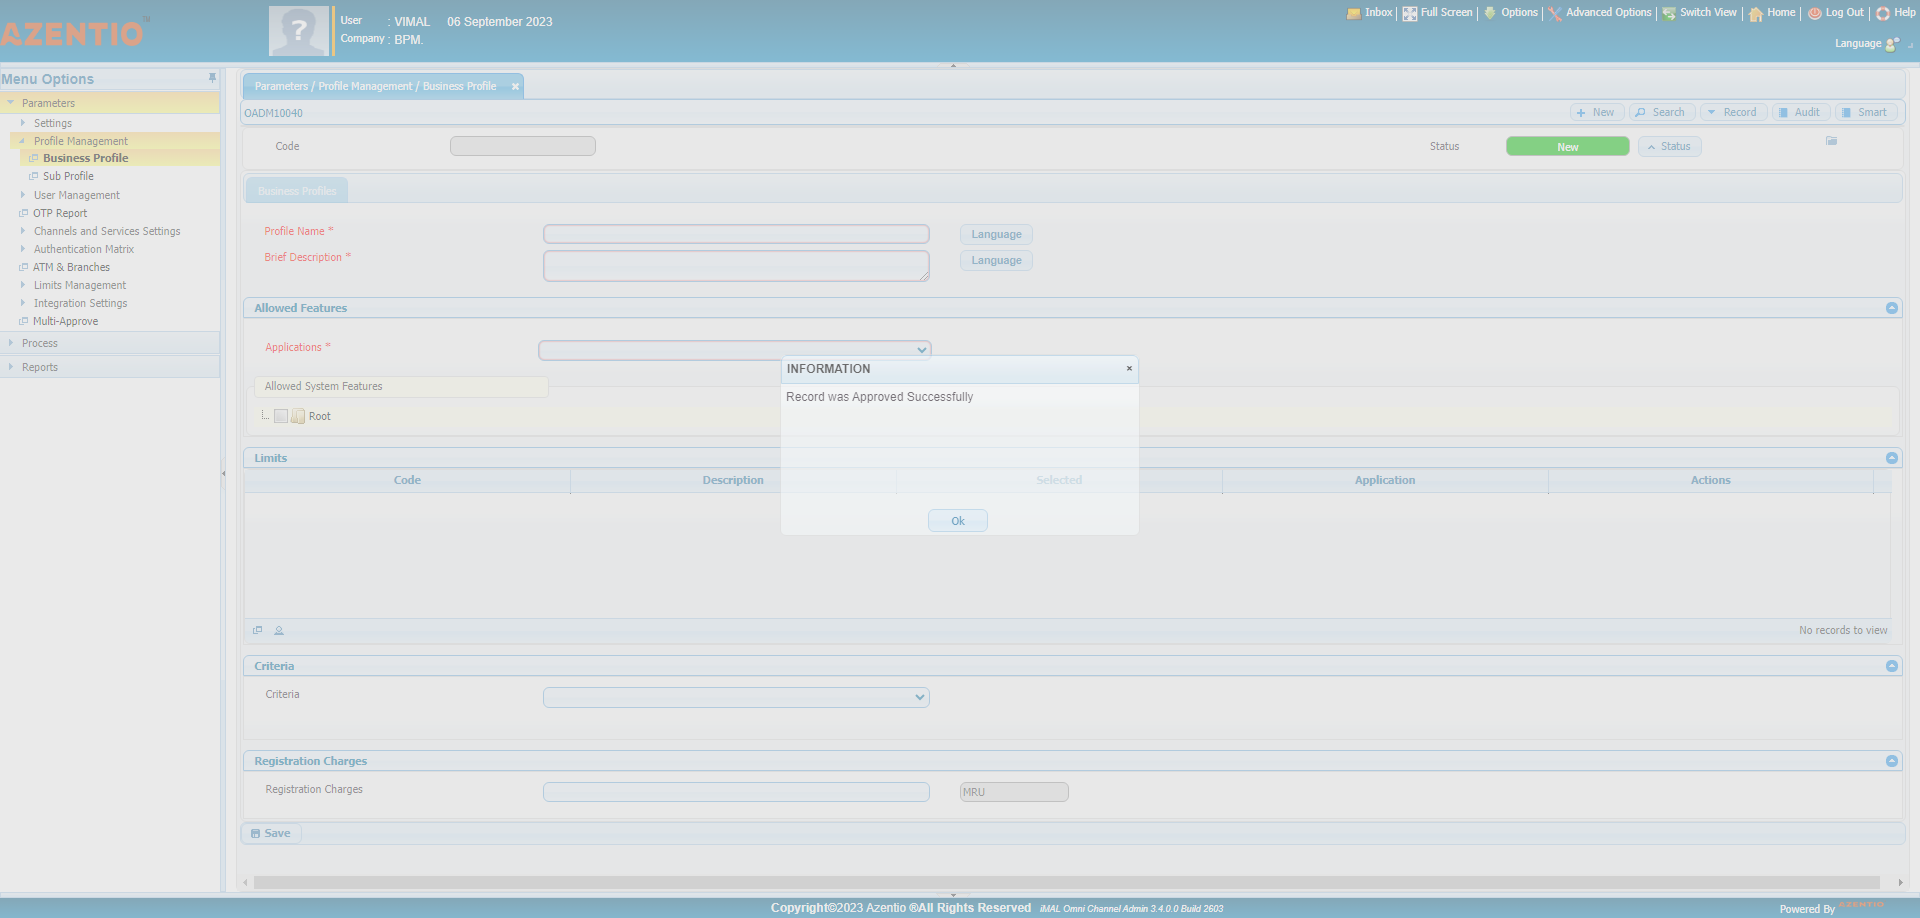 AZENTIO™
User : VIMAL 06 September 2023
Company : BPM.
Inbox Full Screen Options Advanced Options Switch View Home Log Out Help
Language
Menu Options
Parameters
Settings
Profile Management
Business Profile
Sub Profile
User Management
OTP Report
Channels and Services Settings
Authentication Matrix
ATM & Branches
Limits Management
Integration Settings
Multi-Approve
Process
Reports
Parameters / Profile Management / Business Profile
OADM10040
New Search Record Audit Smart
Code
Status New Status
Business Profiles
Profile Name * Language
Brief Description * Language
Allowed Features
Applications *
Allowed System Features
Root
INFORMATION
Record was Approved Successfully
Ok
Limits
Code Description Selected Application Actions
No records to view
Criteria
Criteria
Registration Charges
Registration Charges MRU
Save
Copyright©2023 Azentio ®All Rights Reserved iMAL Omni Channel Admin 3.4.0.0 Build 2603
Powered By AZENTIO